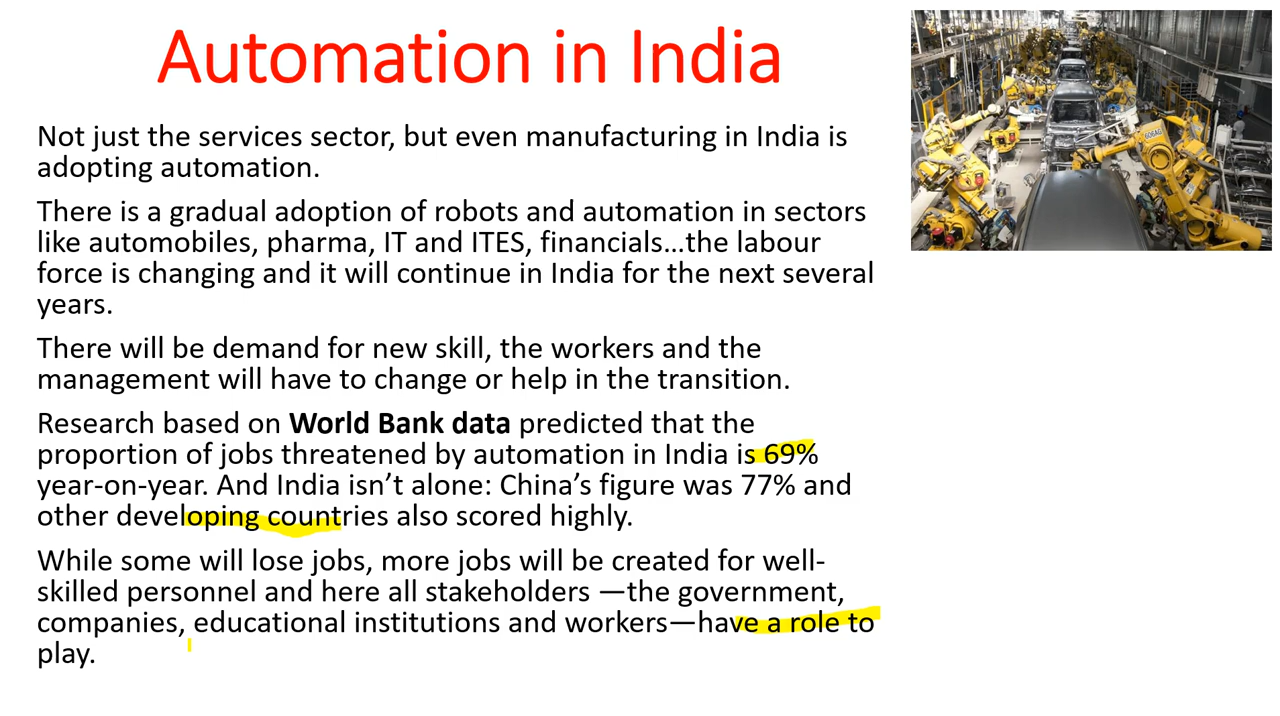 Automation in India
Not just the services sector, but even manufacturing in India is
adopting automation.
There is a gradual adoption of robots and automation in sectors
like automobiles, pharma, IT and ITES, financials...the labour
force is changing and it will continue in India for the next several
years.
There will be demand for new skill, the workers and the
management will have to change or help in the transition.
Research based on World Bank data predicted that the
proportion of jobs threatened by automation in India is 69%
year-on-year. And India isn’t alone: China’s figure was 77% and
other developing countries also scored highly.
While some will lose jobs, more jobs will be created for well-
skilled personnel and here all stakeholders —the government,
companies, educational institutions and workers—have a role to
play.